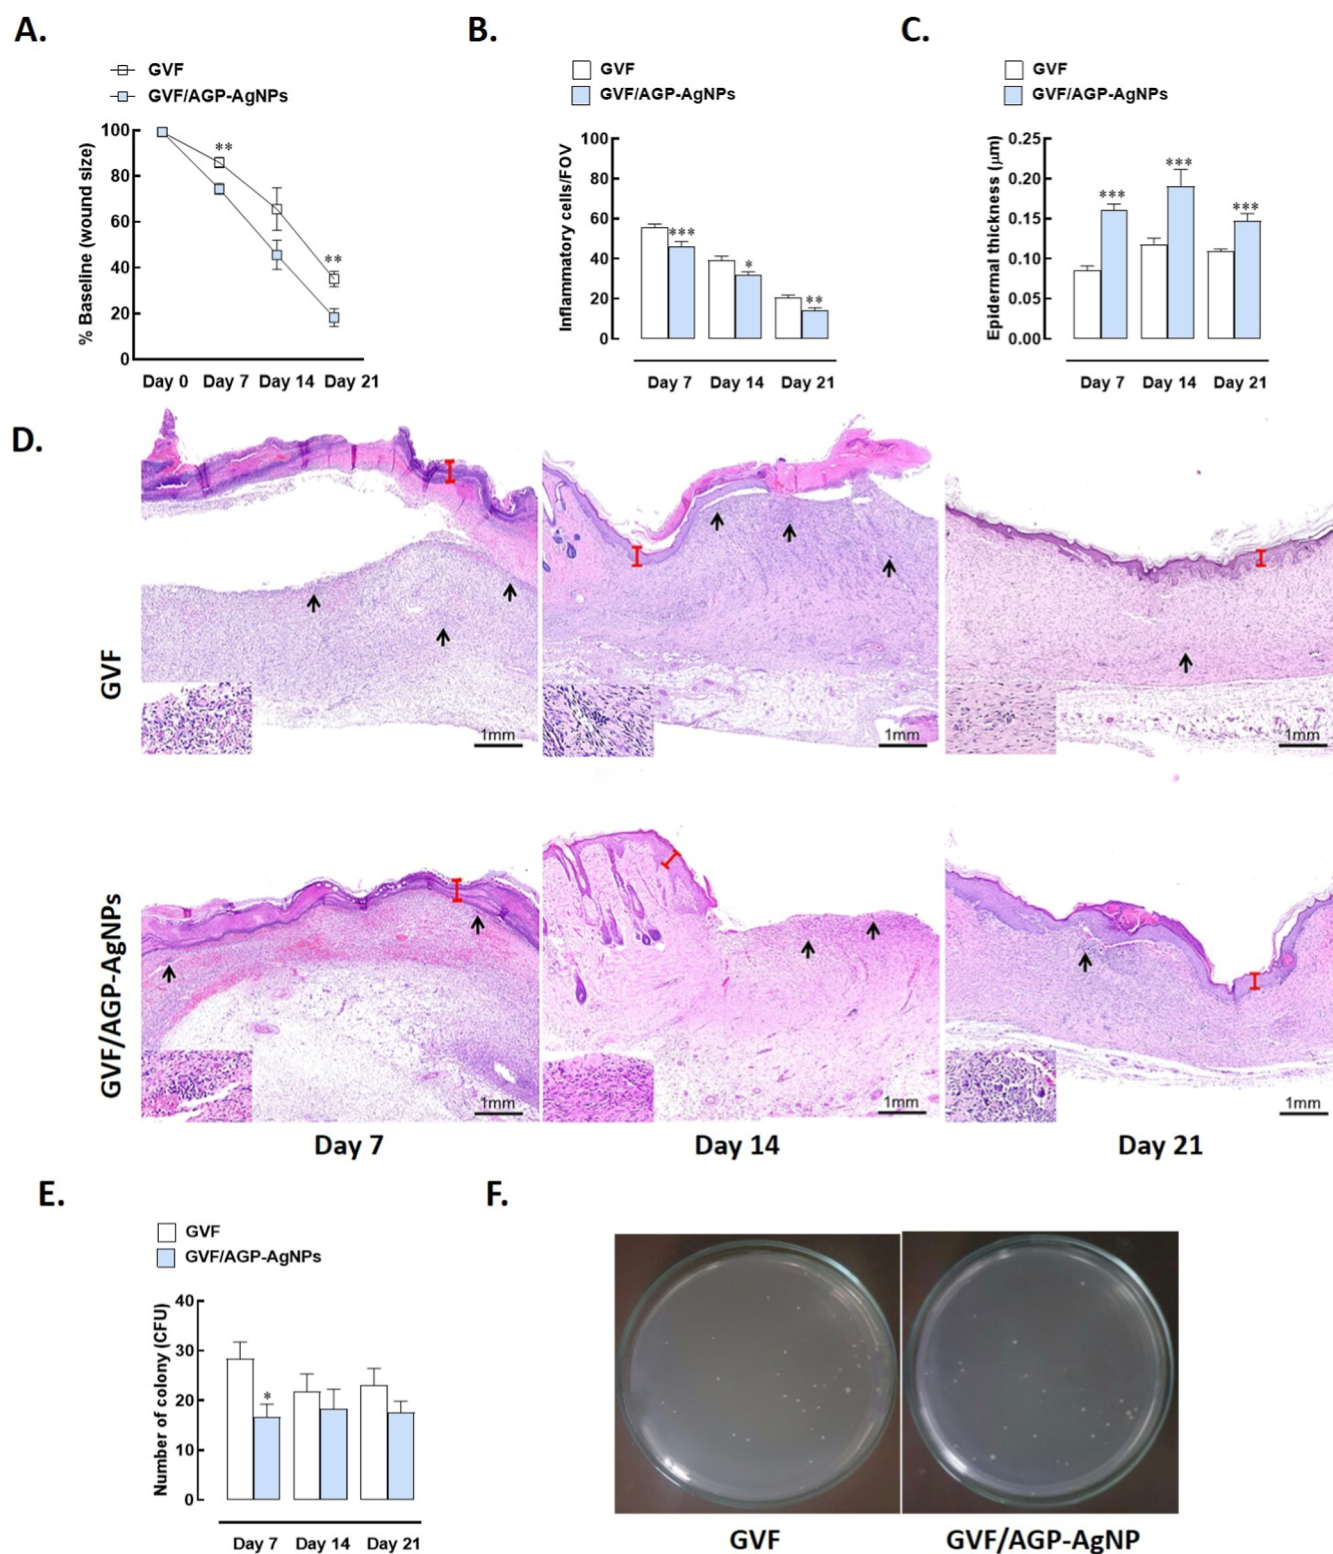 A.
GVF
GVF/AGP-AgNPs
% Baseline (wound size)
100
80
60
40
20
0
**
**
Day 0 Day 7 Day 14 Day 21
B.
GVF
GVF/AGP-AgNPs
Inflammatory cells/FOV
100
80
60
40
20
0
***
*
**
Day 7 Day 14 Day 21
C.
GVF
GVF/AGP-AgNPs
Epidermal thickness (μm)
0.25
0.20
0.15
0.10
0.05
0.00
***
***
***
Day 7 Day 14 Day 21
D.
GVF
1mm
1mm
1mm
GVF/AGP-AgNPs
1mm
1mm
1mm
Day 7
Day 14
Day 21
E.
GVF
GVF/AGP-AgNPs
Number of colony (CFU)
40
30
20
10
0
*
Day 7 Day 14 Day 21
F.
GVF
GVF/AGP-AgNP